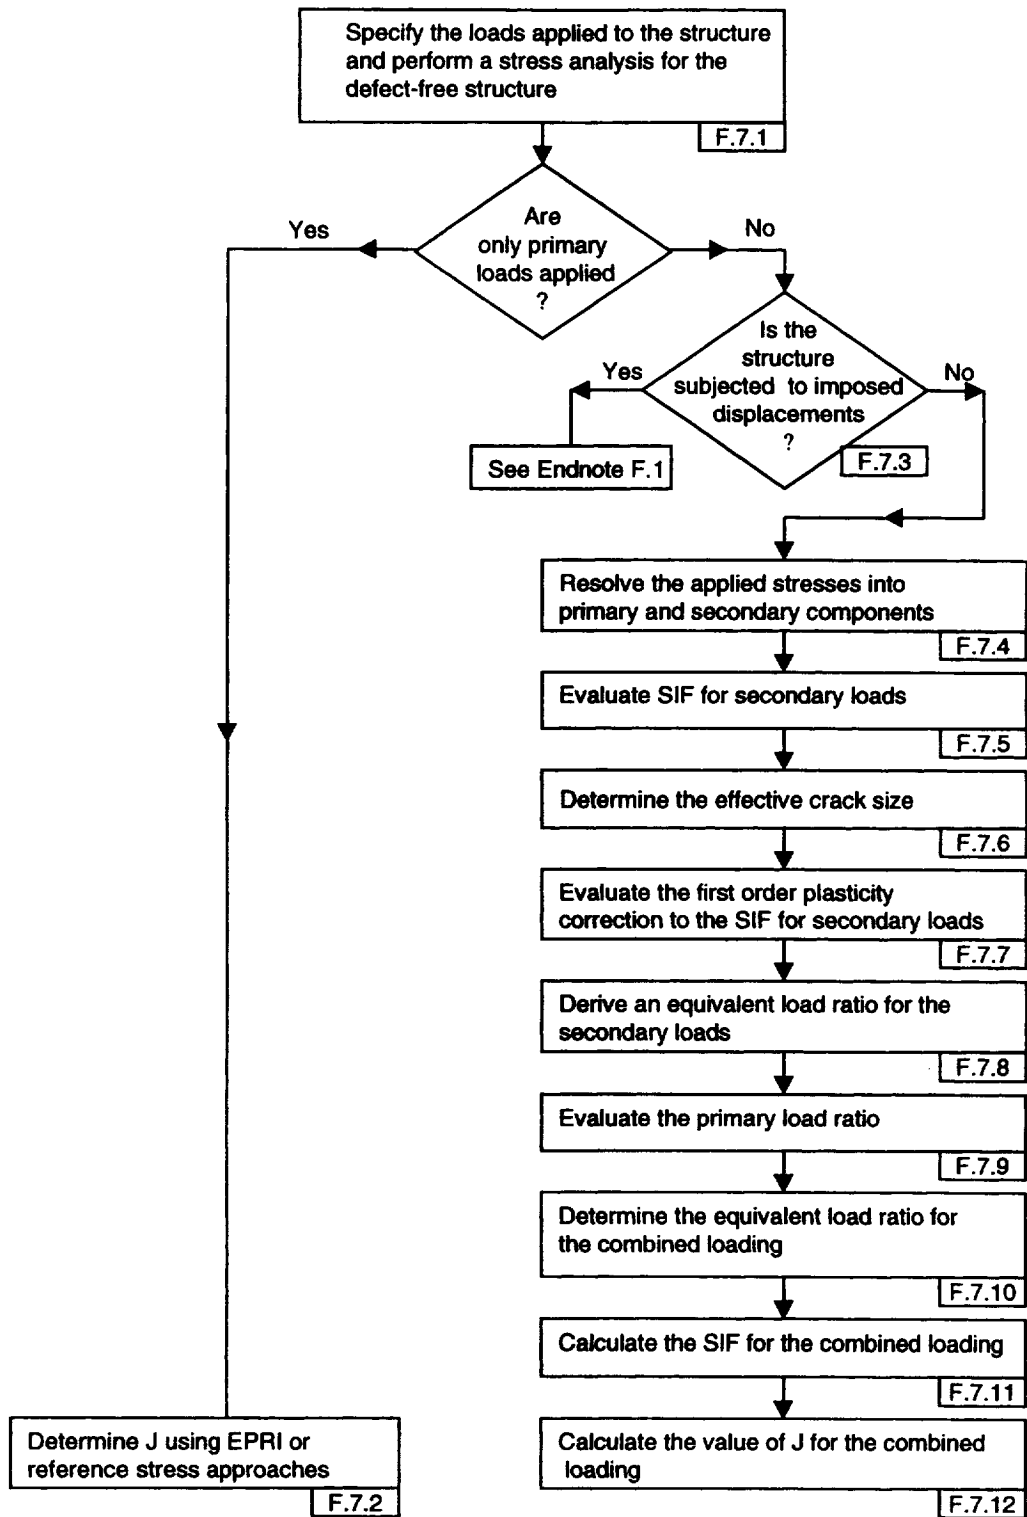 Specify the loads applied to the structure
and perform a stress analysis for the
defect-free structure
F.7.1
Yes
Are
only primary
loads applied
?
No
Is the
structure
subjected to imposed
displacements
?
Yes
No
F.7.3
See Endnote F.1
Resolve the applied stresses into
primary and secondary components
F.7.4
Evaluate SIF for secondary loads
F.7.5
Determine the effective crack size
F.7.6
Evaluate the first order plasticity
correction to the SIF for secondary loads
F.7.7
Derive an equivalent load ratio for the
secondary loads
F.7.8
Evaluate the primary load ratio
F.7.9
Determine the equivalent load ratio for
the combined loading
F.7.10
Calculate the SIF for the combined loading
F.7.11
Determine J using EPRI or
reference stress approaches
F.7.2
Calculate the value of J for the combined
loading
F.7.12